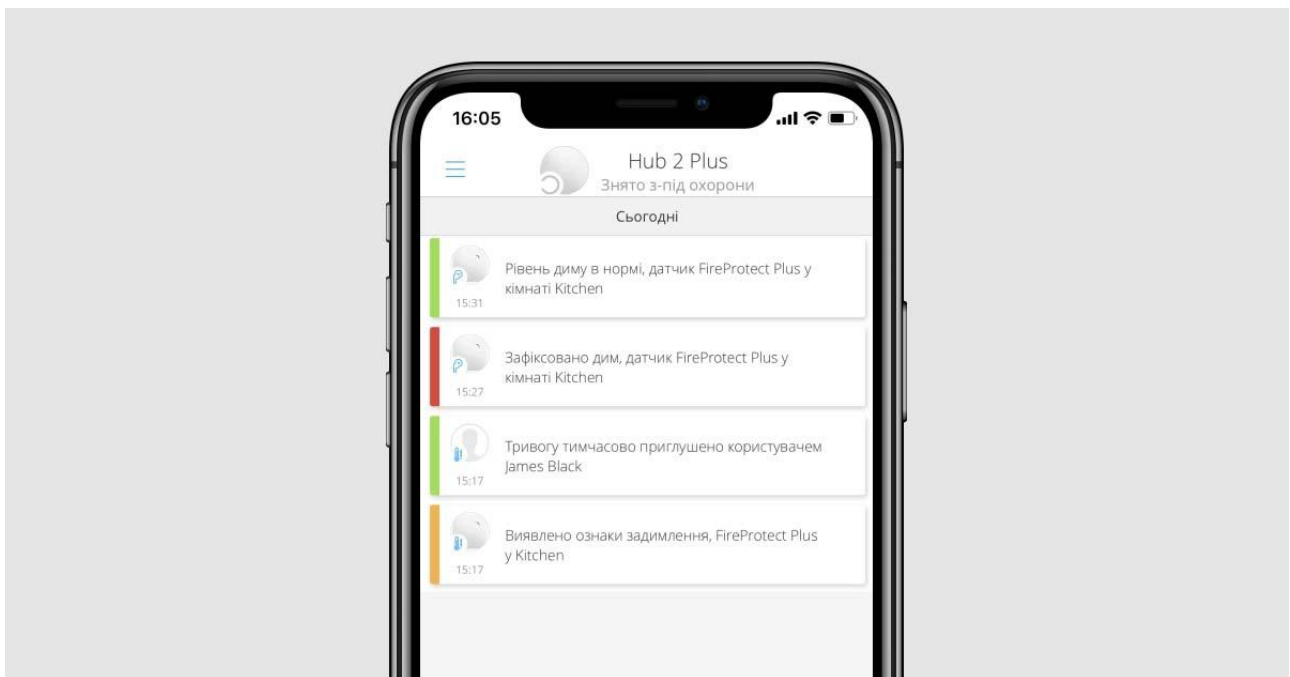 16:05
Hub 2 Plus
Знято з-під охорони
Сьогодні
Рівень диму в нормі, датчик FireProtect Plus у
кімнаті Kitchen
15:31
Зафіксовано дим, датчик FireProtect Plus у
кімнаті Kitchen
15:27
Тривогу тимчасово приглушено користувачем
James Black
15:17
Виявлено ознаки задимлення, FireProtect Plus
у Kitchen
15:17